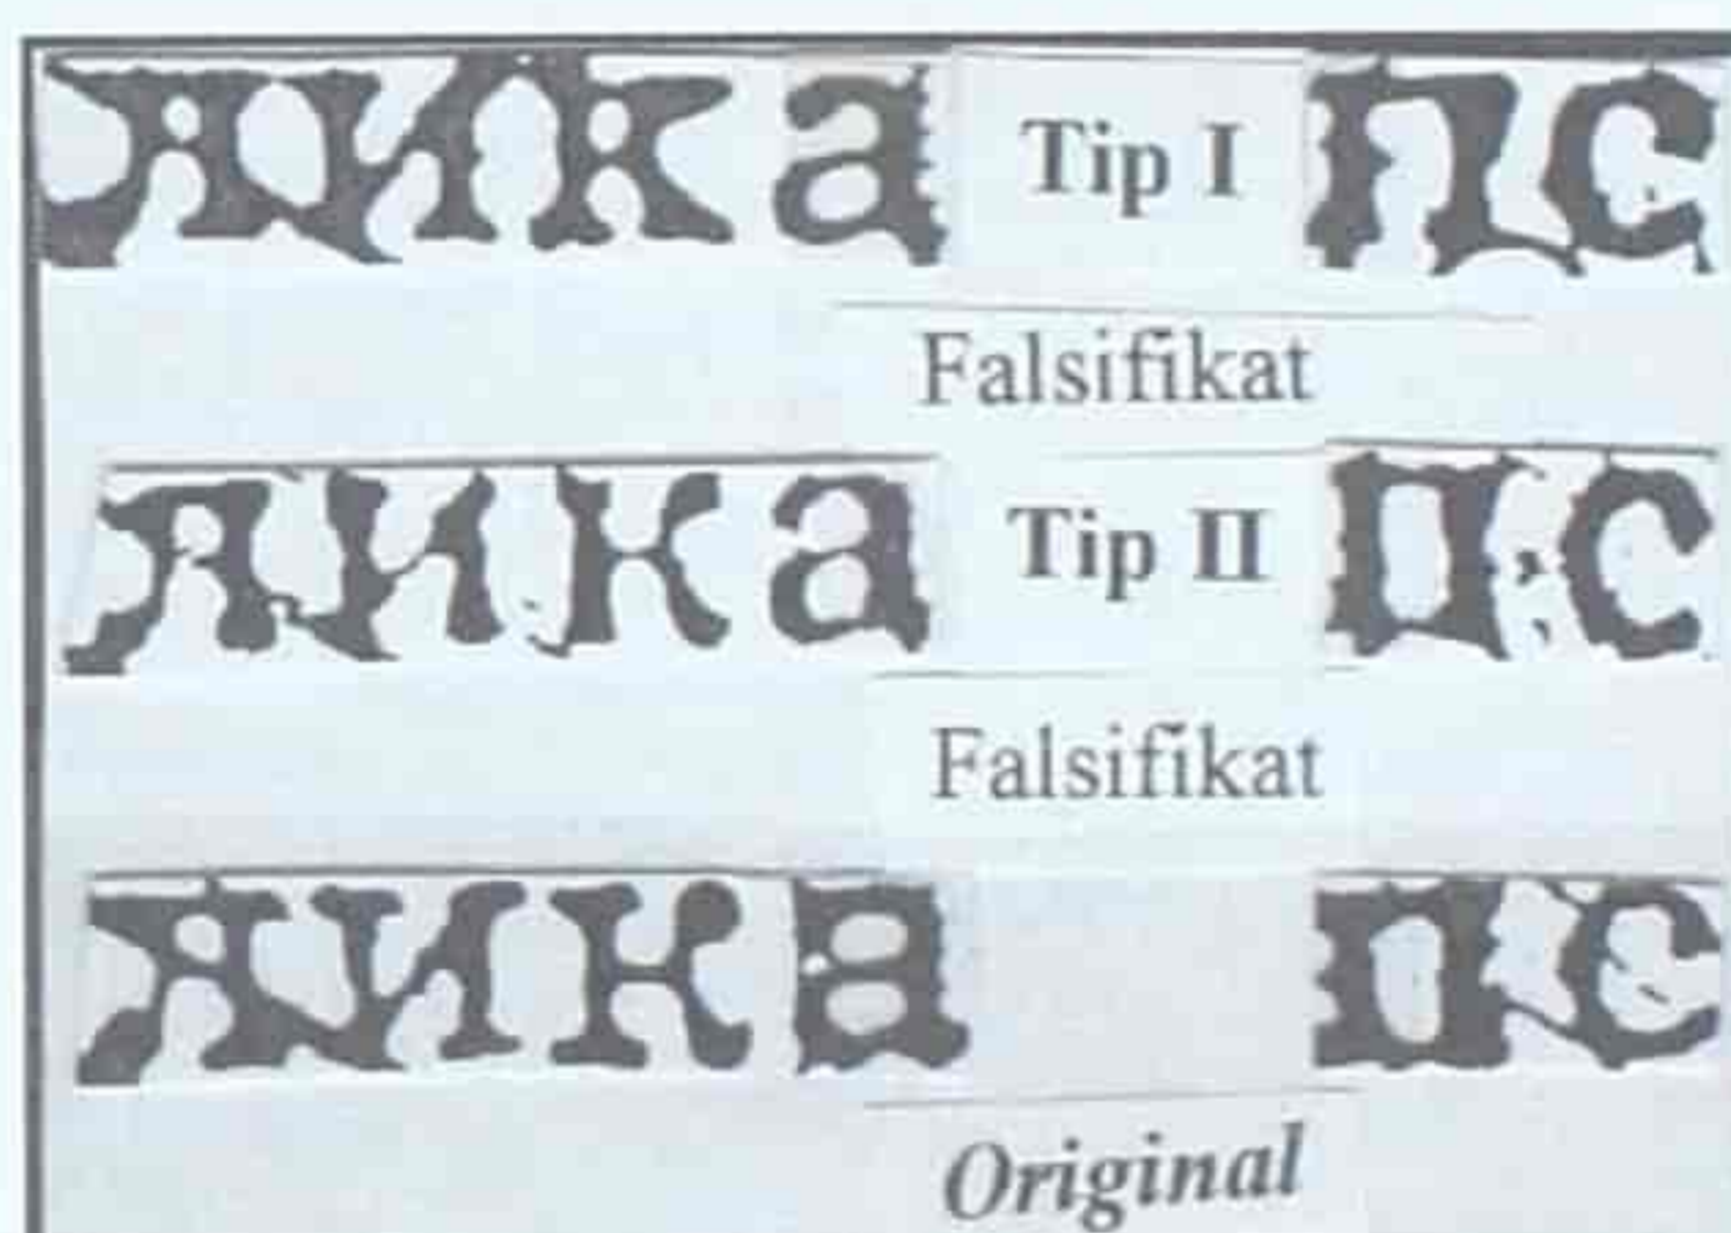 лика Tip I пс
Falsifikat
лика Tip II пс
Falsifikat
лика пс
Original